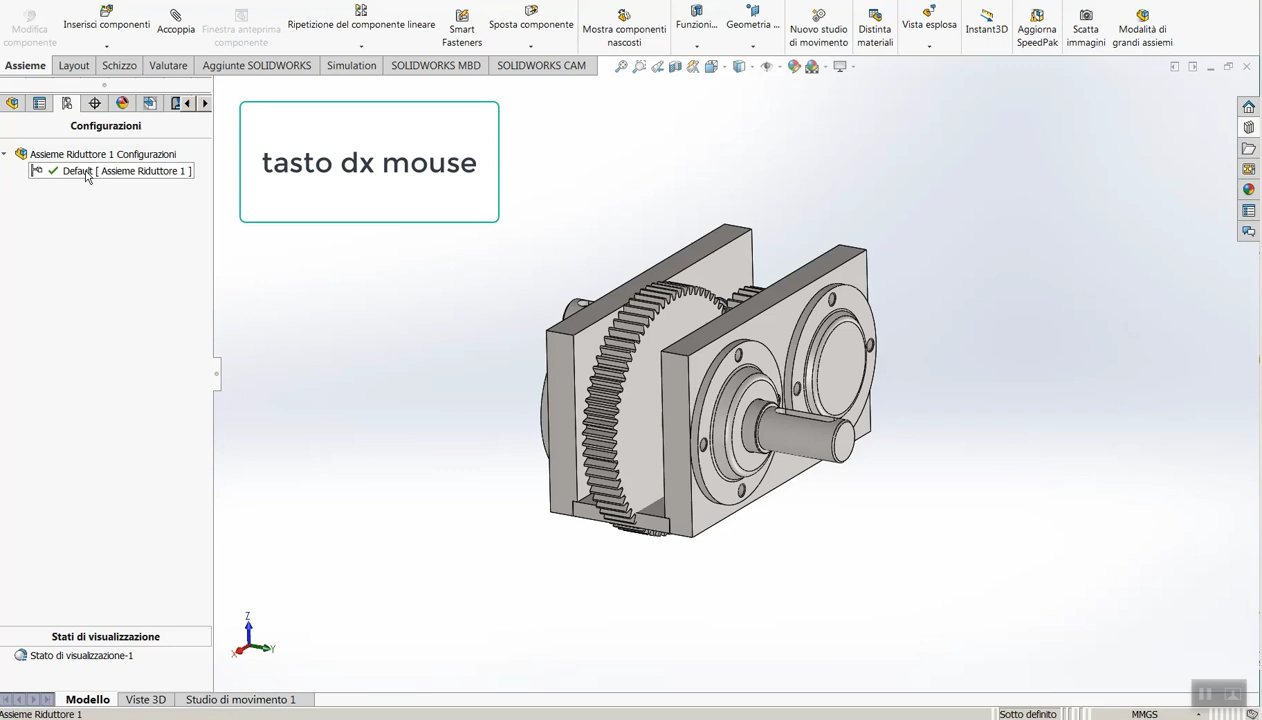 Modifica componente
Inserisci componenti
Accoppia
Finestra anteprima componente
Ripetizione del componente lineare
Smart Fasteners
Sposta componente
Mostra componenti nascosti
Funzioni...
Geometria ...
Nuovo studio di movimento
Distinta materiali
Vista esplosa
Instant3D
Aggiorna SpeedPak
Scatta immagini
Modalità di grandi assiemi
Assieme Layout Schizzo Valutare Aggiunte SOLIDWORKS Simulation SOLIDWORKS MBD SOLIDWORKS CAM
Configurazioni
Assieme Riduttore 1 Configurazioni
Default [ Assieme Riduttore 1 ]
tasto dx mouse
Z
X
Y
Stati di visualizzazione
Stato di visualizzazione-1
Modello Viste 3D Studio di movimento 1
Assieme Riduttore 1 Sotto definito MMGS